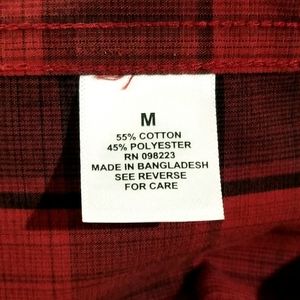 M
55% COTTON
45% POLYESTER
RN 098223
MADE IN BANGLADESH
SEE REVERSE
FOR CARE